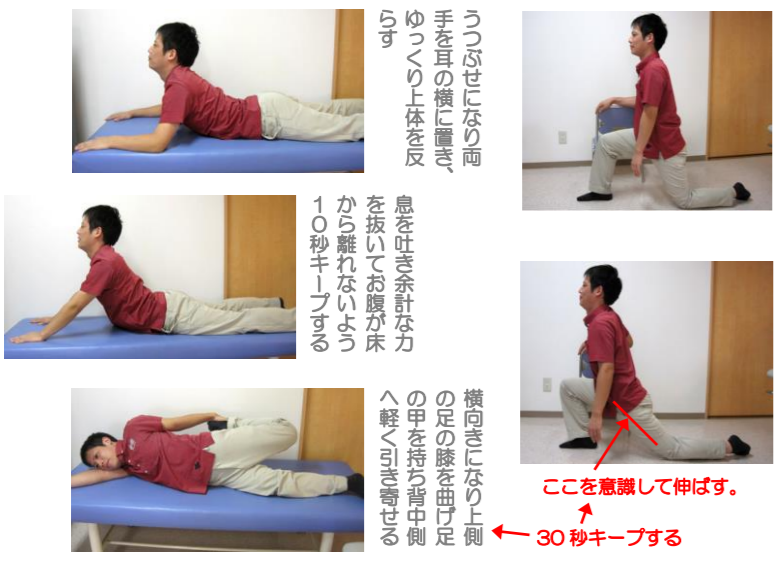 うつぶせになり両
手を耳の横に置き、
ゆっくり上体を反
らす
息を吐き余計な力
を抜いてお腹が床
から離れないよう
１０秒キープする
横向きになり上側
の足の膝を曲げ足
の甲を持ち背中側
へ軽く引き寄せる
ここを意識して伸ばす。
30秒キープする